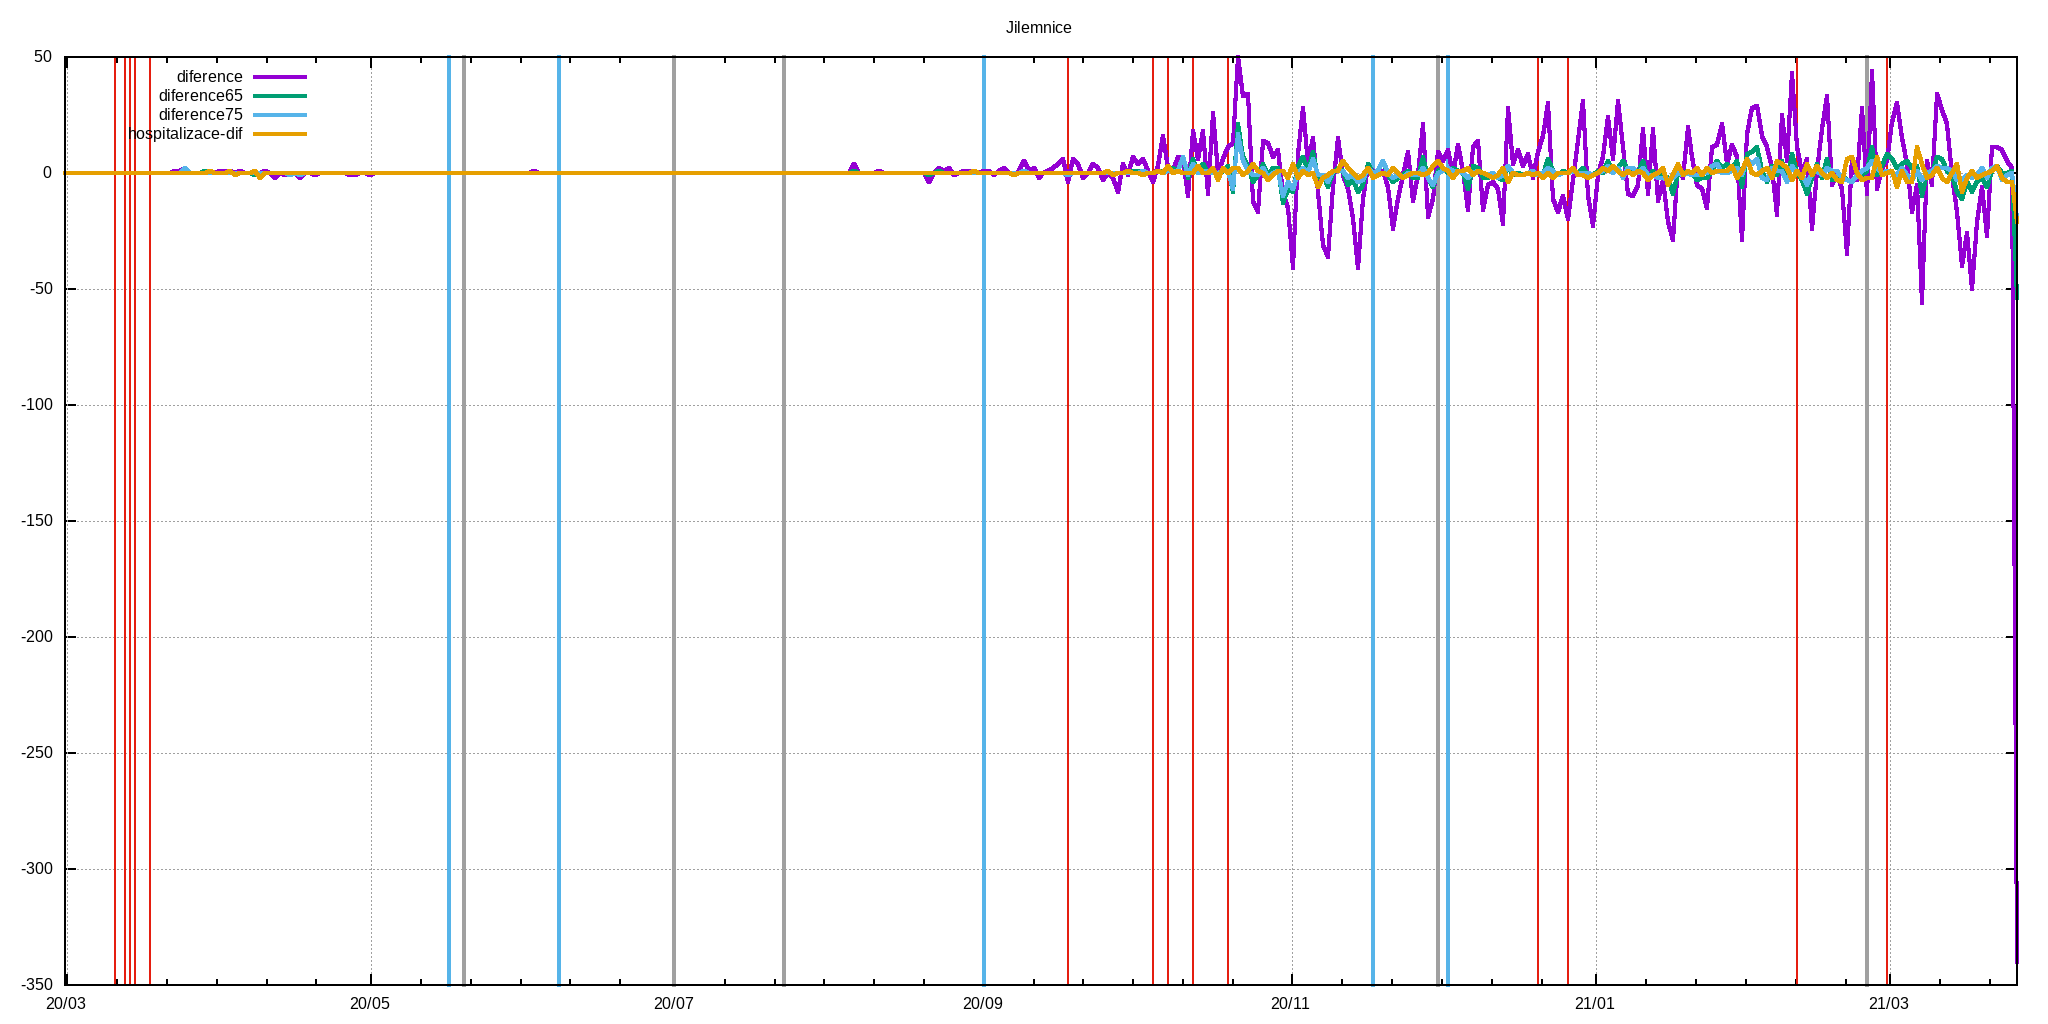 Jilemnice
50
diference
diference65
diference75
hospitalizace-dif
0
-50
-100
-150
-200
-250
-300
-350
20/03 20/05 20/07 20/09 20/11 21/01 21/03